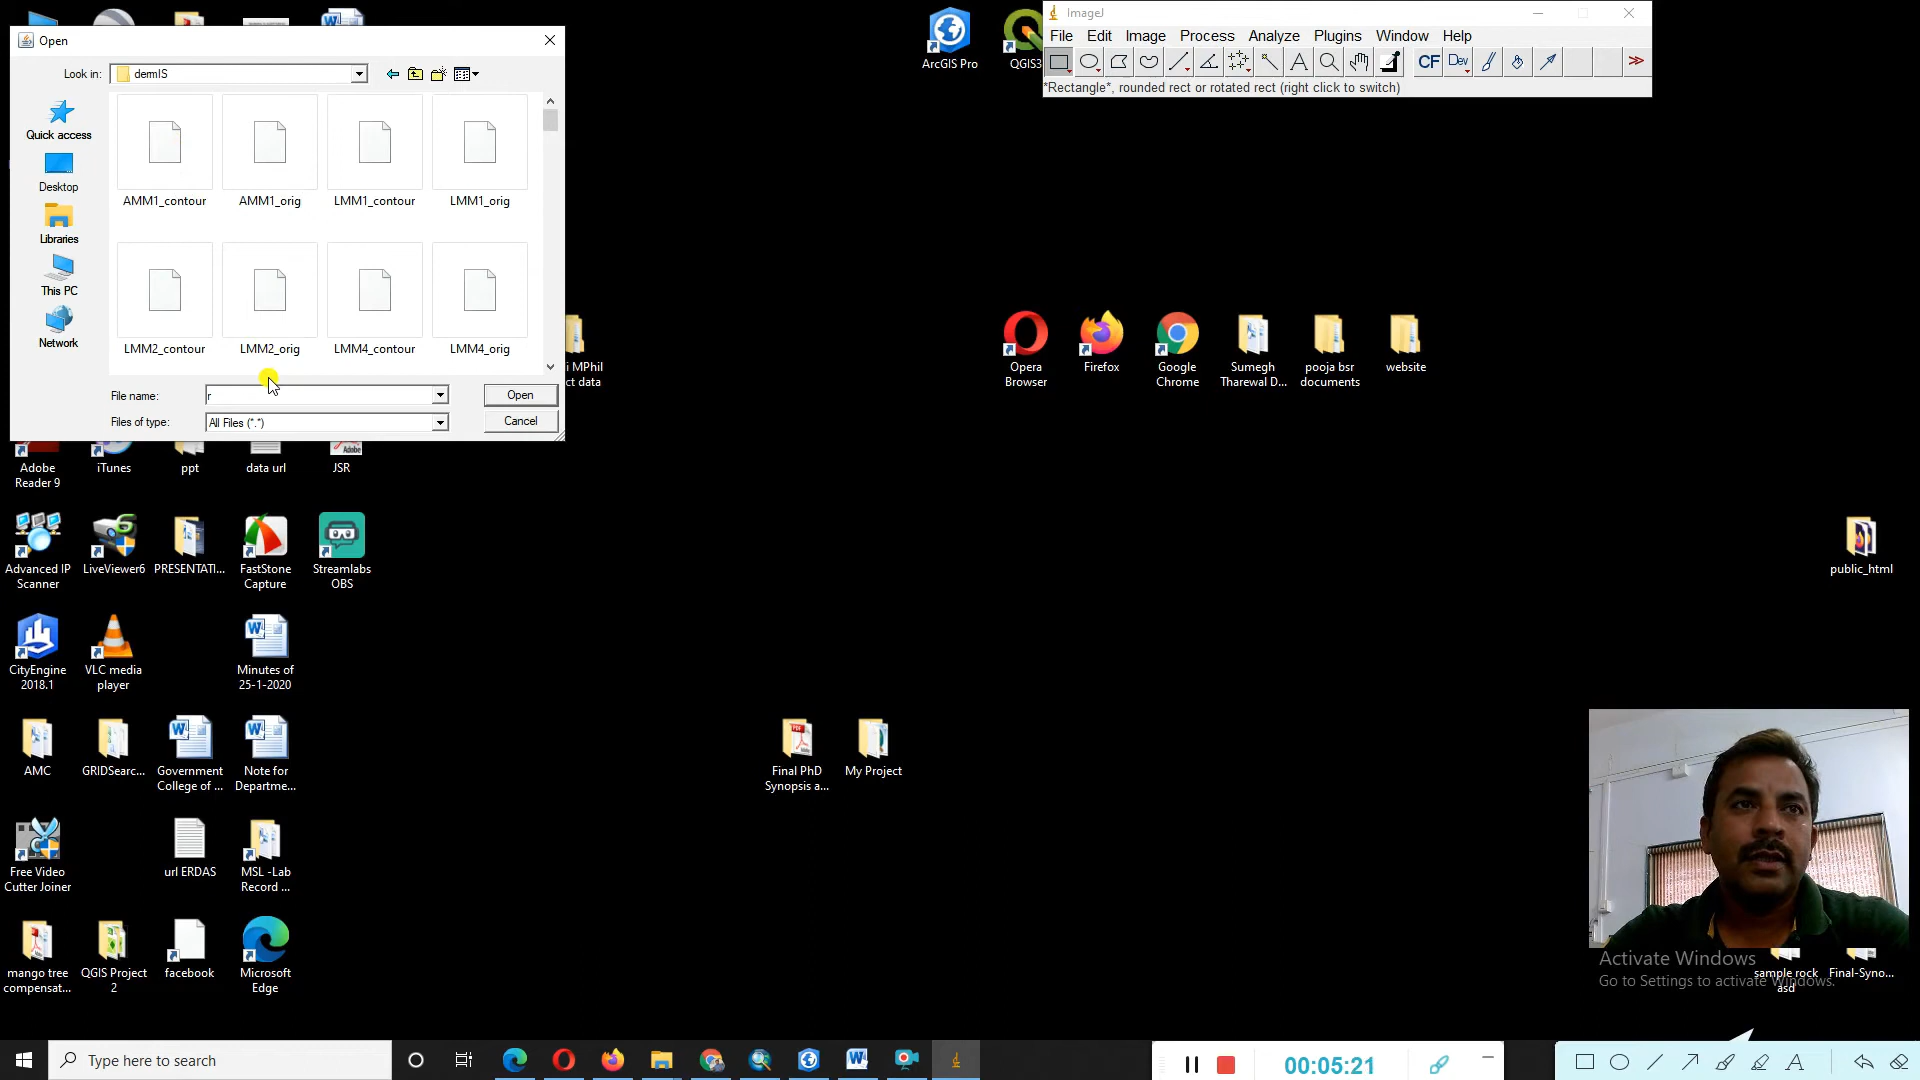 Open
Look in:
dermIS
Quick access
Desktop
Libraries
This PC
Network
AMM1_contour
AMM1_orig
LMM1_contour
LMM1_orig
LMM2_contour
LMM2_orig
LMM4_contour
LMM4_orig
File name:
r
Open
Files of type:
All Files (*.*)
Cancel
ImageJ
File Edit Image Process Analyze Plugins Window Help
CF
Dev
*Rectangle*, rounded rect or rotated rect (right click to switch)
ArcGIS Pro
QGIS3
i MPhil
ct data
Opera
Browser
Firefox
Google
Chrome
Sumegh
Tharewal D...
pooja bsr
documents
website
Adobe
Reader 9
iTunes
ppt
data url
JSR
Advanced IP
Scanner
LiveViewer6
PRESENTATI...
FastStone
Capture
Streamlabs
OBS
public_html
CityEngine
2018.1
VLC media
player
Minutes of
25-1-2020
AMC
GRIDSearc...
Government
College of ...
Note for
Departme...
Final PhD
Synopsis a...
My Project
Free Video
Cutter Joiner
url ERDAS
MSL -Lab
Record ...
mango tree
compensat...
QGIS Project
2
facebook
Microsoft
Edge
Activate Windows
Go to Settings to activate Windows.
sample rock
asd
Final-Syno...
Type here to search
00:05:21